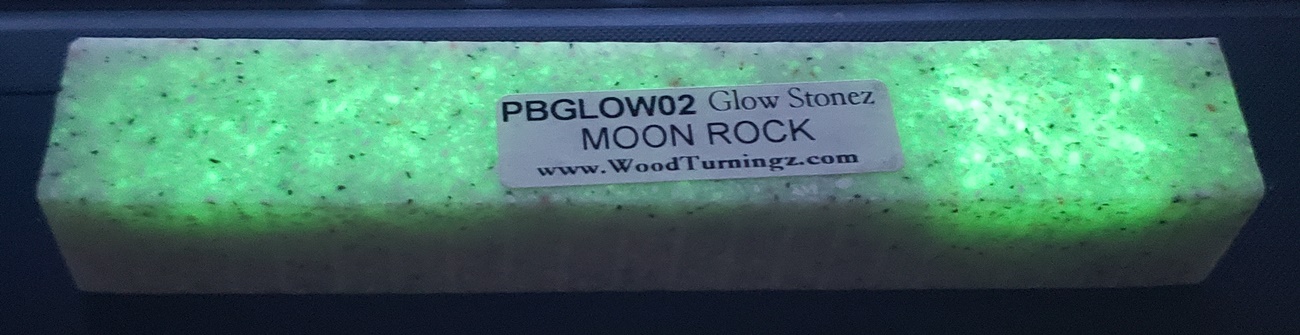 PBGLOW02 Glow Stonez
MOON ROCK
www.WoodTurningz.com